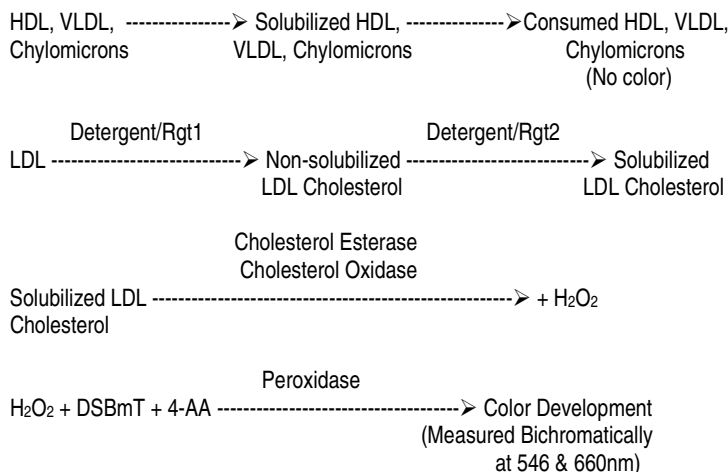 HDL, VLDL, ---------------➤ Solubilized HDL, --------------➤Consumed HDL, VLDL,
Chylomicrons VLDL, Chylomicrons Chylomicrons
(No color)
Detergent/Rgt1 Detergent/Rgt2
LDL ----------------------------➤ Non-solubilized ---------------------------➤ Solubilized
LDL Cholesterol LDL Cholesterol
Cholesterol Esterase
Cholesterol Oxidase
Solubilized LDL ----------------------------------------------------➤ + H₂O₂
Cholesterol
Peroxidase
H₂O₂ + DSBmT + 4-AA -----------------------------------➤ Color Development
(Measured Bichromatically
at 546 & 660nm)